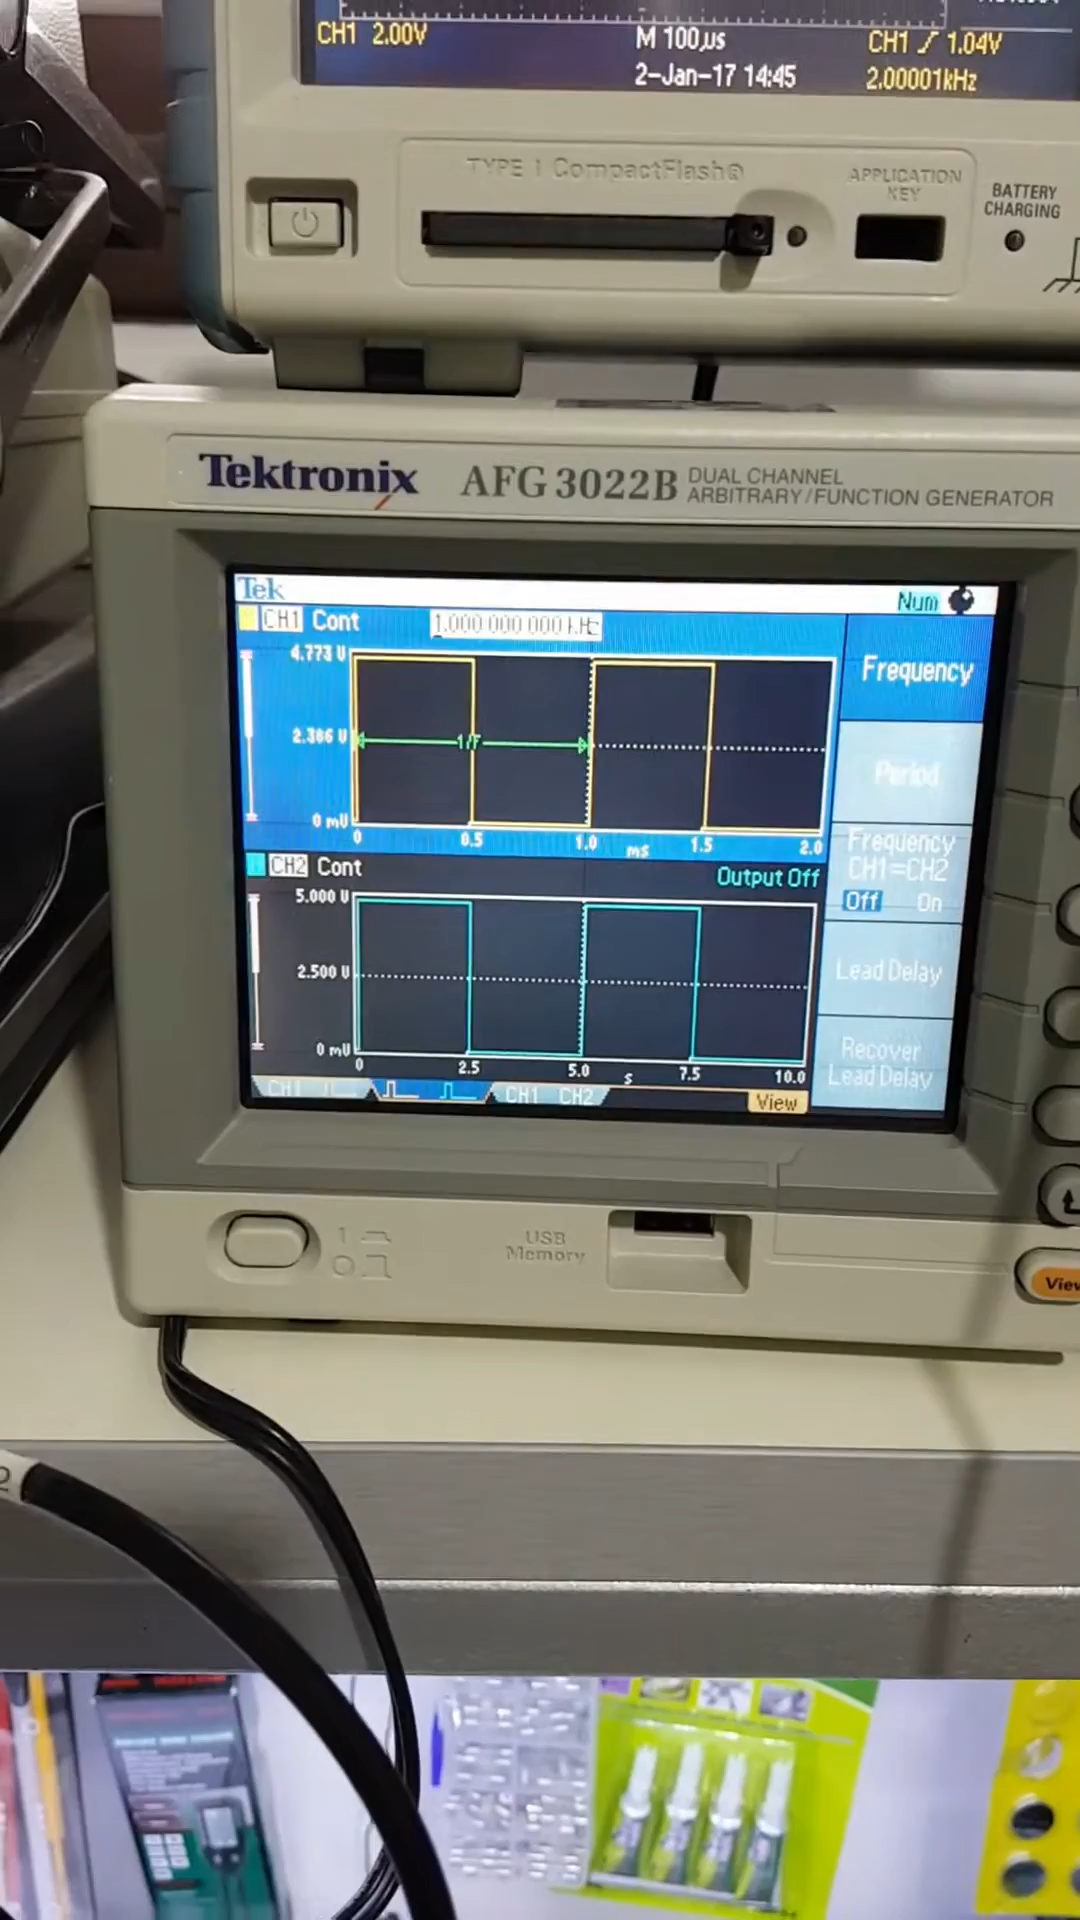 CH1 2.00V
M 100µs
CH1 1.04V
2-Jan-17 14:45
2.00001kHz
TYPE I CompactFlash®
APPLICATION
KEY
BATTERY
CHARGING
Tektronix AFG 3022B DUAL CHANNEL
ARBITRARY/FUNCTION GENERATOR
Tek
Num
CH1 Cont
1.000 000 000 kHz
4.773 V
2.386 V
0 mV
1/F
0 0.5 1.0 ms 1.5 2.0
CH2 Cont
Output Off
5.000 V
2.500 V
0 mV
0 2.5 5.0 s 7.5 10.0
CH1
CH1 CH2
View
Frequency
Period
Frequency
CH1=CH2
Off On
Lead Delay
Recover
Lead Delay
USB
Memory
View
2